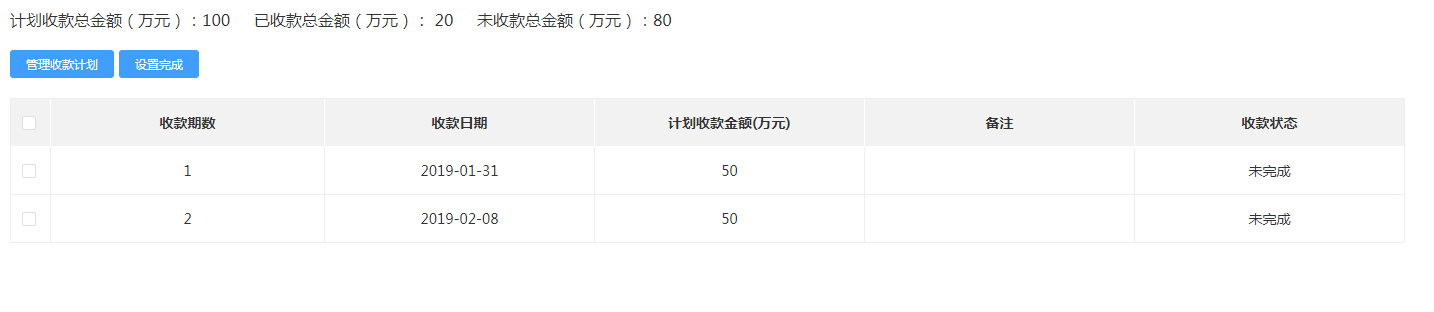 计划收款总金额（万元）：100 已收款总金额（万元）： 20 未收款总金额（万元）：80
管理收款计划 设置完成
收款期数 收款日期 计划收款金额(万元) 备注 收款状态
1 2019-01-31 50 未完成
2 2019-02-08 50 未完成